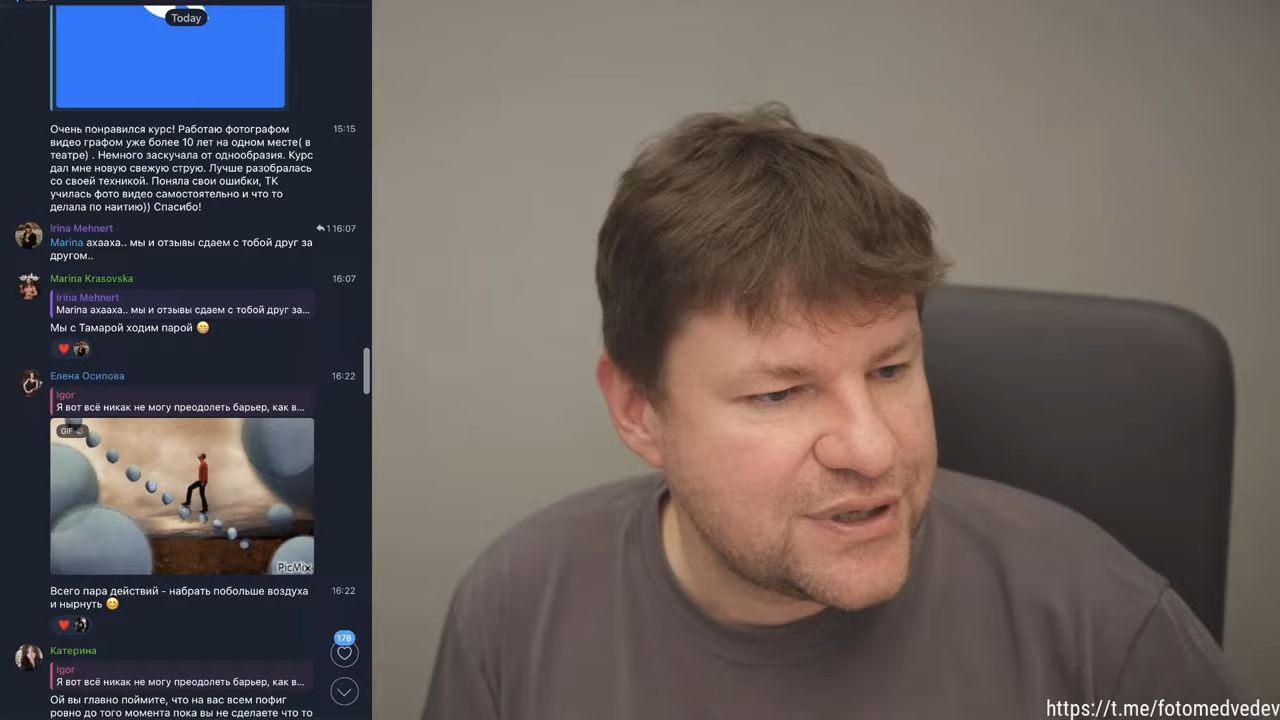 Today
Очень понравился курс! Работаю фотографом
видео графом уже более 10 лет на одном месте( в
театре) . Немного заскучала от однообразия. Курс
дал мне новую свежую струю. Лучше разобралась
со своей техникой. Поняла свои ошибки, ТК
училась фото видео самостоятельно и что то
делала по наитию)) Спасибо!
15:15
Irina Mehnert
1 16:07
Marina ахааха.. мы и отзывы сдаем с тобой друг за
другом..
Marina Krasovska
16:07
Irina Mehnert
Marina ахааха.. мы и отзывы сдаем с тобой друг за...
Мы с Тамарой ходим парой 😁
Елена Осипова
16:22
Igor
Я вот всё никак не могу преодолеть барьер, как в...
GIF
PicMix
Всего пара действий - набрать побольше воздуха
и нырнуть 😊
16:22
178
Катерина
Igor
Я вот всё никак не могу преодолеть барьер, как в...
Ой вы главно поймите, что на вас всем пофиг
ровно до того момента пока вы не сделаете что то
https://t.me/fotomedvedev